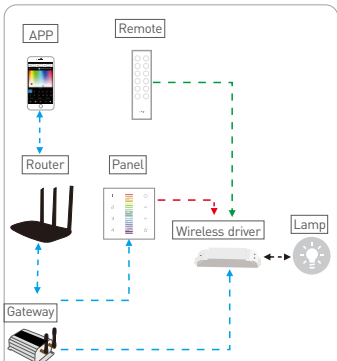 APP
Remote
Router
Panel
Wireless driver
Lamp
Gateway